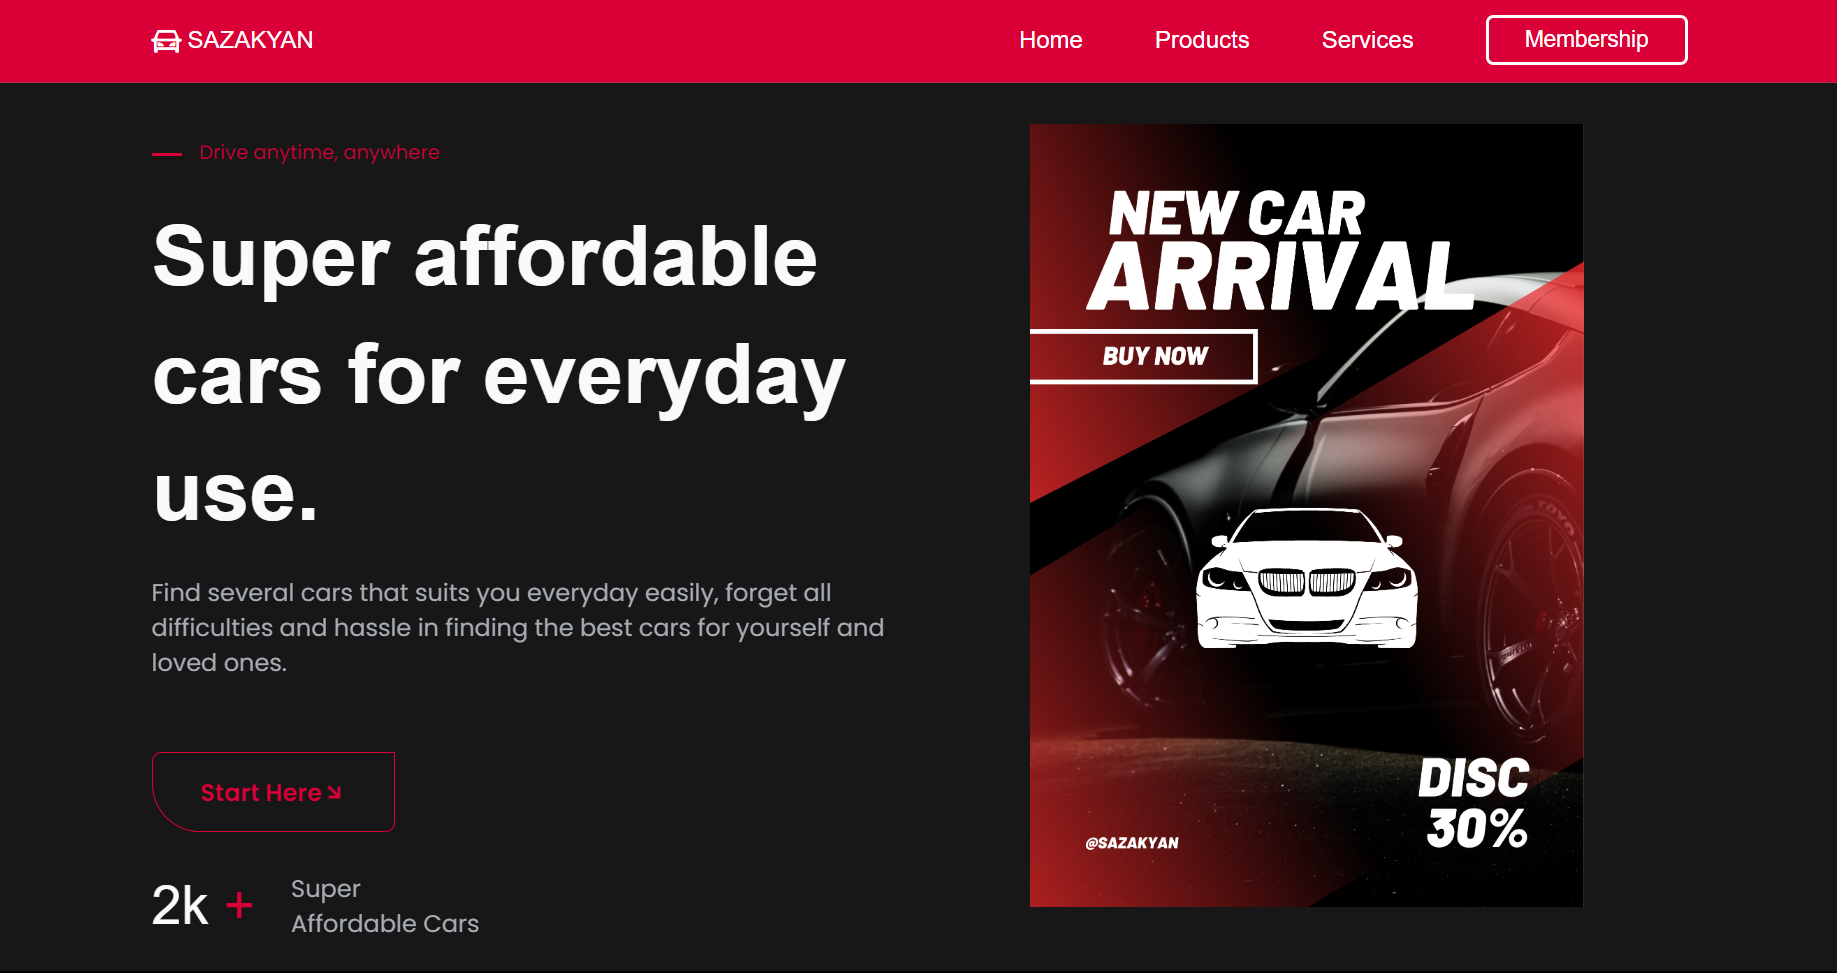 SAZAKYAN
Home
Products
Services
Membership
Drive anytime, anywhere
Super affordable
cars for everyday
use.
Find several cars that suits you everyday easily, forget all
difficulties and hassle in finding the best cars for yourself and
loved ones.
Start Here
2k +
Super
Affordable Cars
NEW CAR
ARRIVAL
BUY NOW
TOYO
DISC
30%
@SAZAKYAN